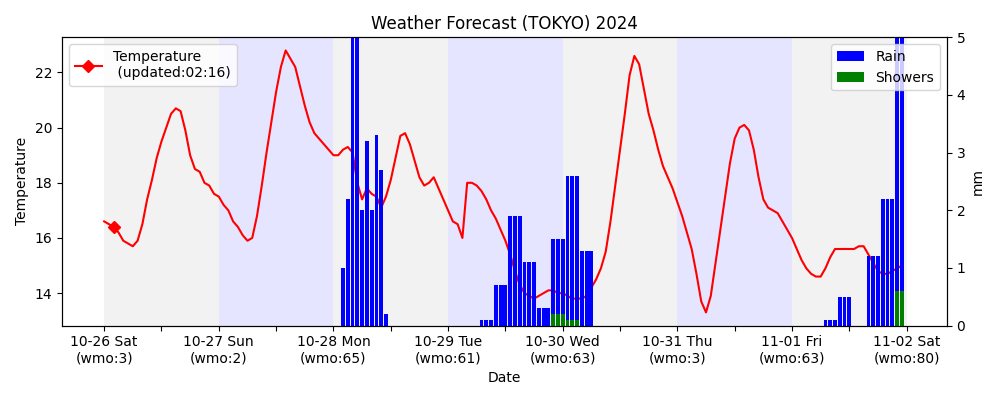 Weather Forecast (TOKYO) 2024
Temperature
(updated:02:16)
Rain
Showers
Temperature
22
20
18
16
14
5
4
3
2
1
0
mm
10-26 Sat
(wmo:3)
10-27 Sun
(wmo:2)
10-28 Mon
(wmo:65)
10-29 Tue
(wmo:61)
10-30 Wed
(wmo:63)
10-31 Thu
(wmo:3)
11-01 Fri
(wmo:63)
11-02 Sat
(wmo:80)
Date